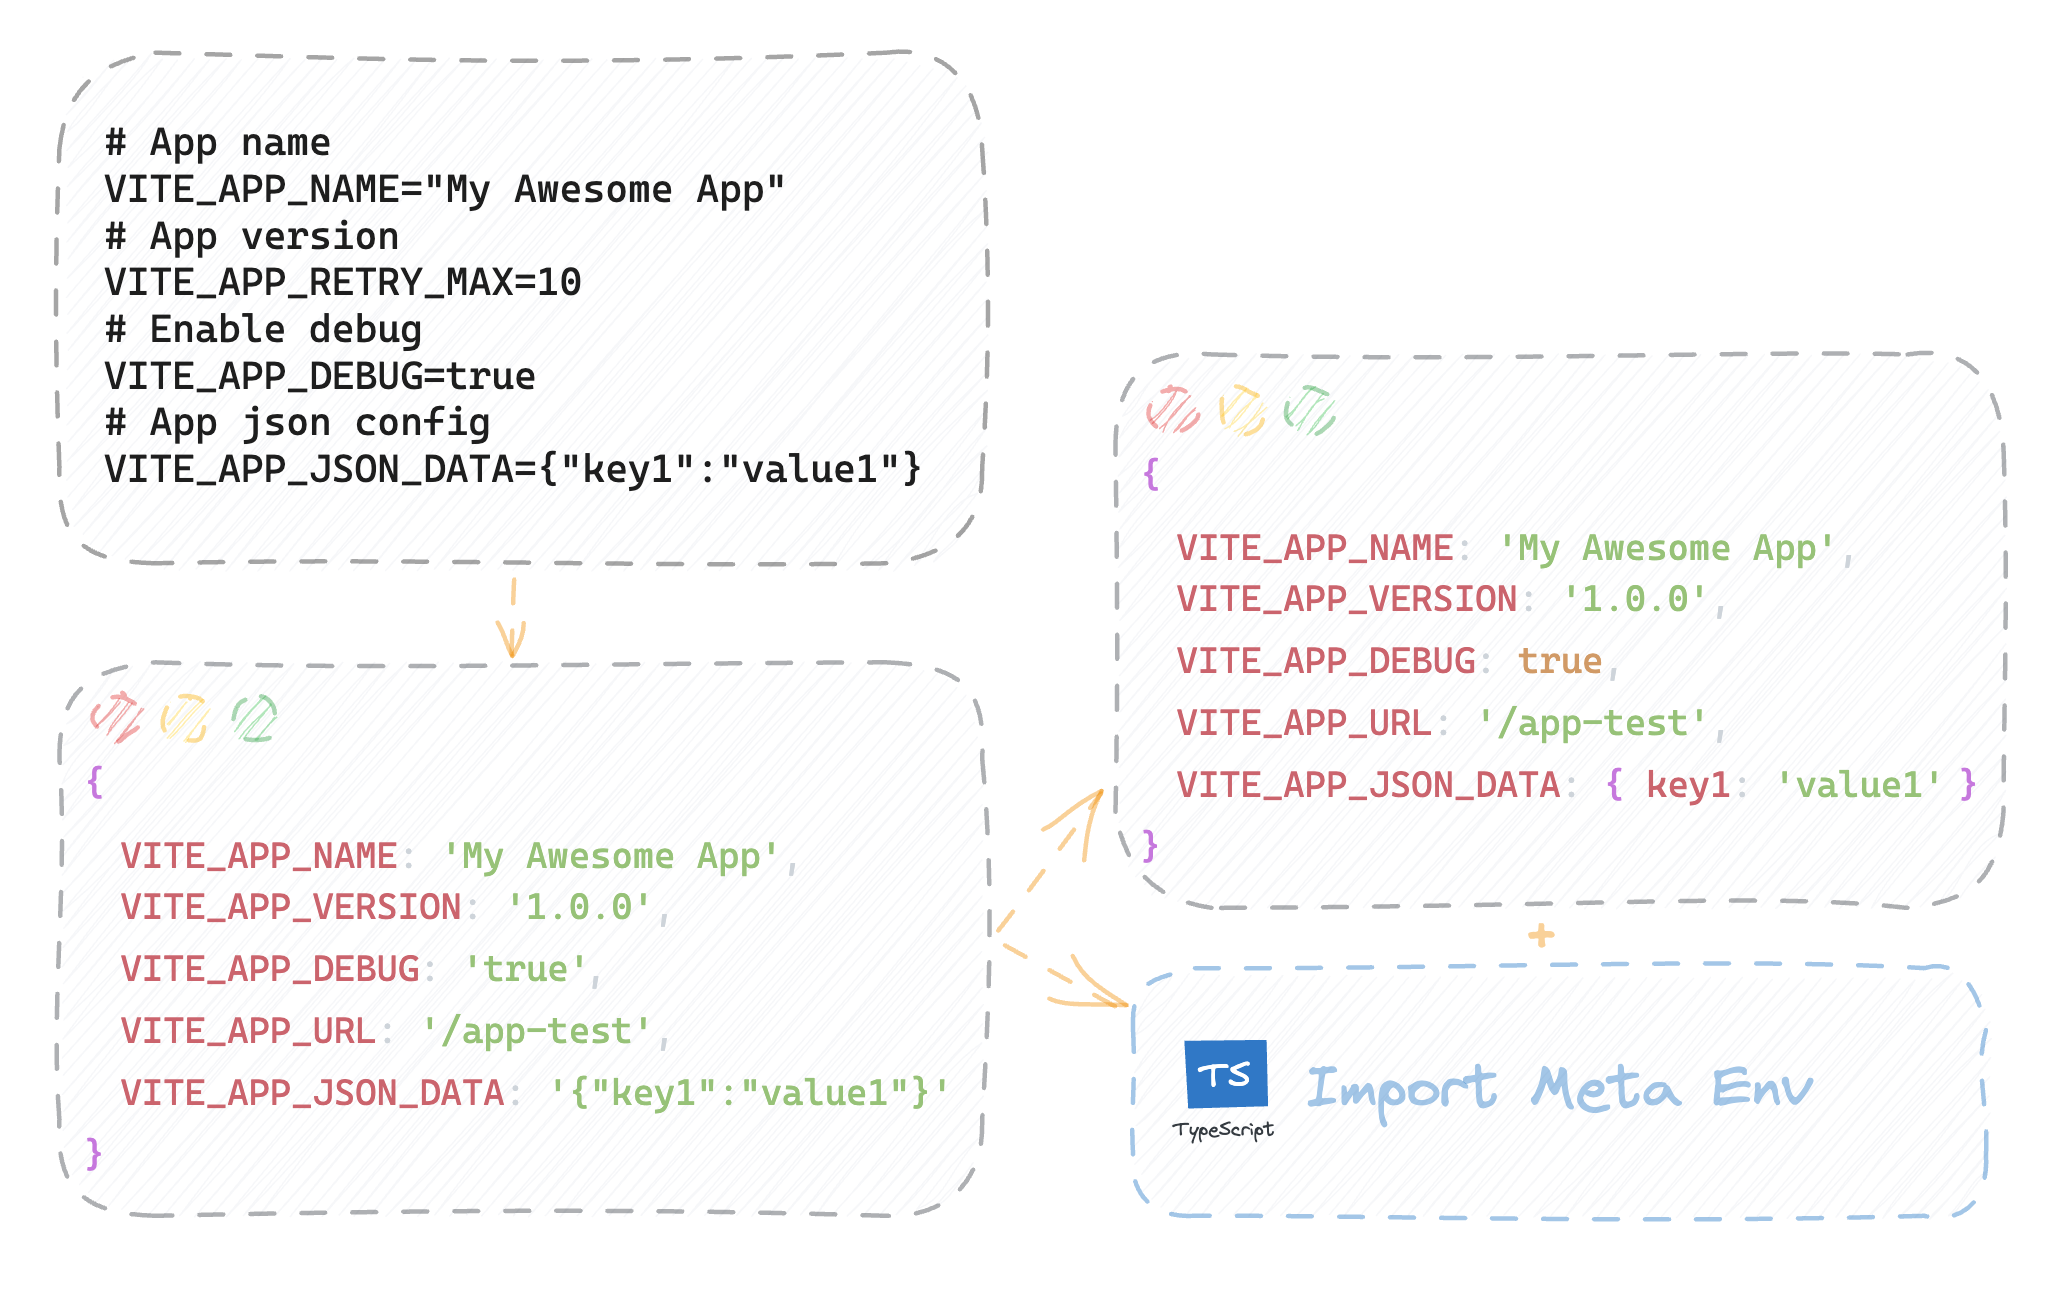 # App name
VITE_APP_NAME="My Awesome App"
# App version
VITE_APP_RETRY_MAX=10
# Enable debug
VITE_APP_DEBUG=true
# App json config
VITE_APP_JSON_DATA={"key1":"value1"}
{
VITE_APP_NAME: 'My Awesome App',
VITE_APP_VERSION: '1.0.0',
VITE_APP_DEBUG: 'true',
VITE_APP_URL: '/app-test',
VITE_APP_JSON_DATA: '{"key1":"value1"}'
}
{
VITE_APP_NAME: 'My Awesome App',
VITE_APP_VERSION: '1.0.0',
VITE_APP_DEBUG: true,
VITE_APP_URL: '/app-test',
VITE_APP_JSON_DATA: { key1: 'value1' }
}
+
TS
TypeScript
Import Meta Env